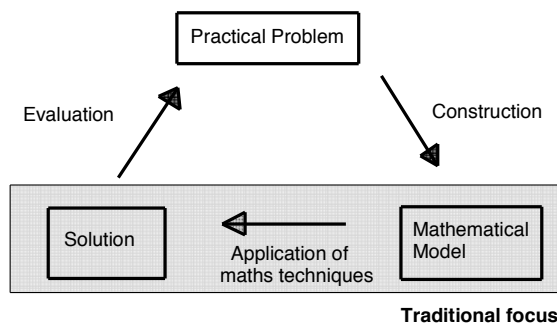 Practical Problem
Evaluation
Construction
Solution
Application of
maths techniques
Mathematical
Model
Traditional focus